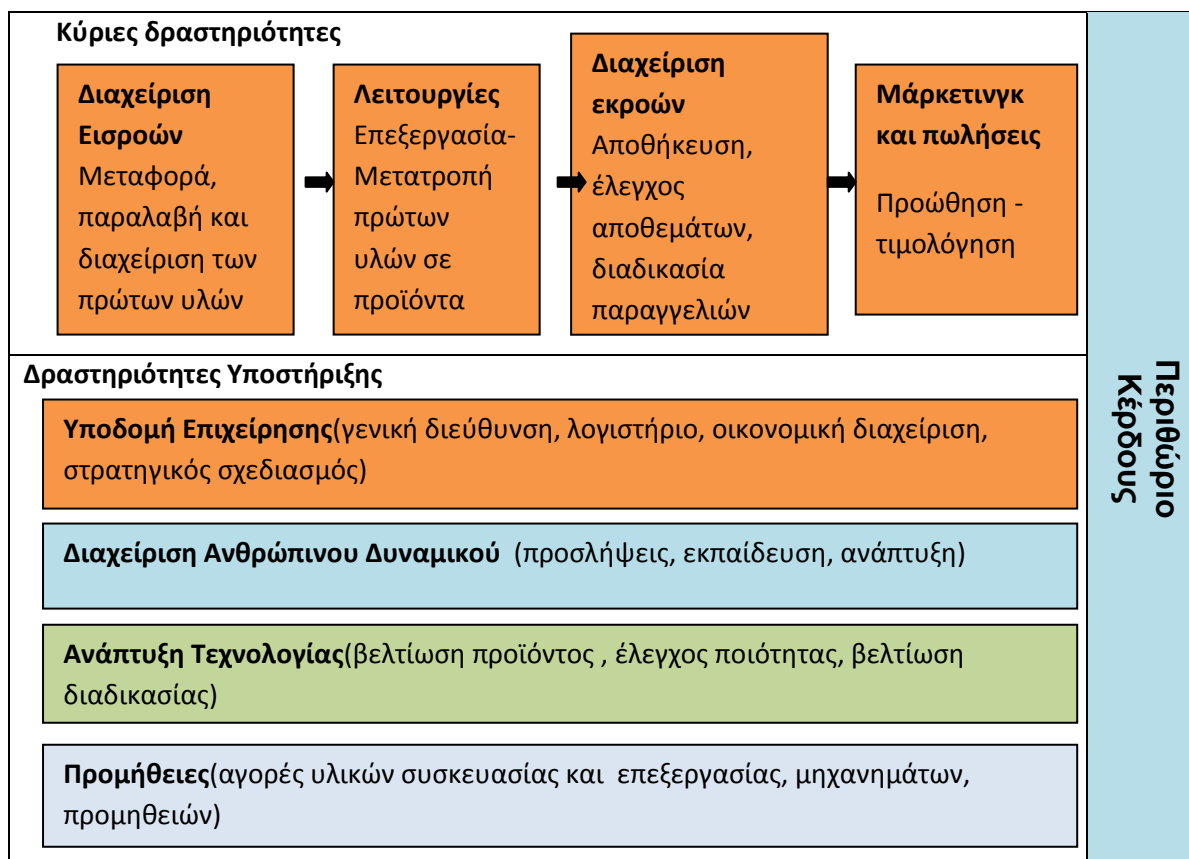 Κύριες δραστηριότητες
Διαχείριση
Εισροών
Μεταφορά,
παραλαβή και
διαχείριση των
πρώτων υλών
Λειτουργίες
Επεξεργασία-
Μετατροπή
πρώτων
υλών σε
προϊόντα
Διαχείριση
εκροών
Αποθήκευση,
έλεγχος
αποθεμάτων,
διαδικασία
παραγγελιών
Μάρκετινγκ
και πωλήσεις
Προώθηση -
τιμολόγηση
Δραστηριότητες Υποστήριξης
Υποδομή Επιχείρησης(γενική διεύθυνση, λογιστήριο, οικονομική διαχείριση,
στρατηγικός σχεδιασμός)
Διαχείριση Ανθρώπινου Δυναμικού (προσλήψεις, εκπαίδευση, ανάπτυξη)
Ανάπτυξη Τεχνολογίας(βελτίωση προϊόντος , έλεγχος ποιότητας, βελτίωση
διαδικασίας)
Προμήθειες(αγορές υλικών συσκευασίας και επεξεργασίας, μηχανημάτων,
προμηθειών)
Περιθώριο
Κέρδους